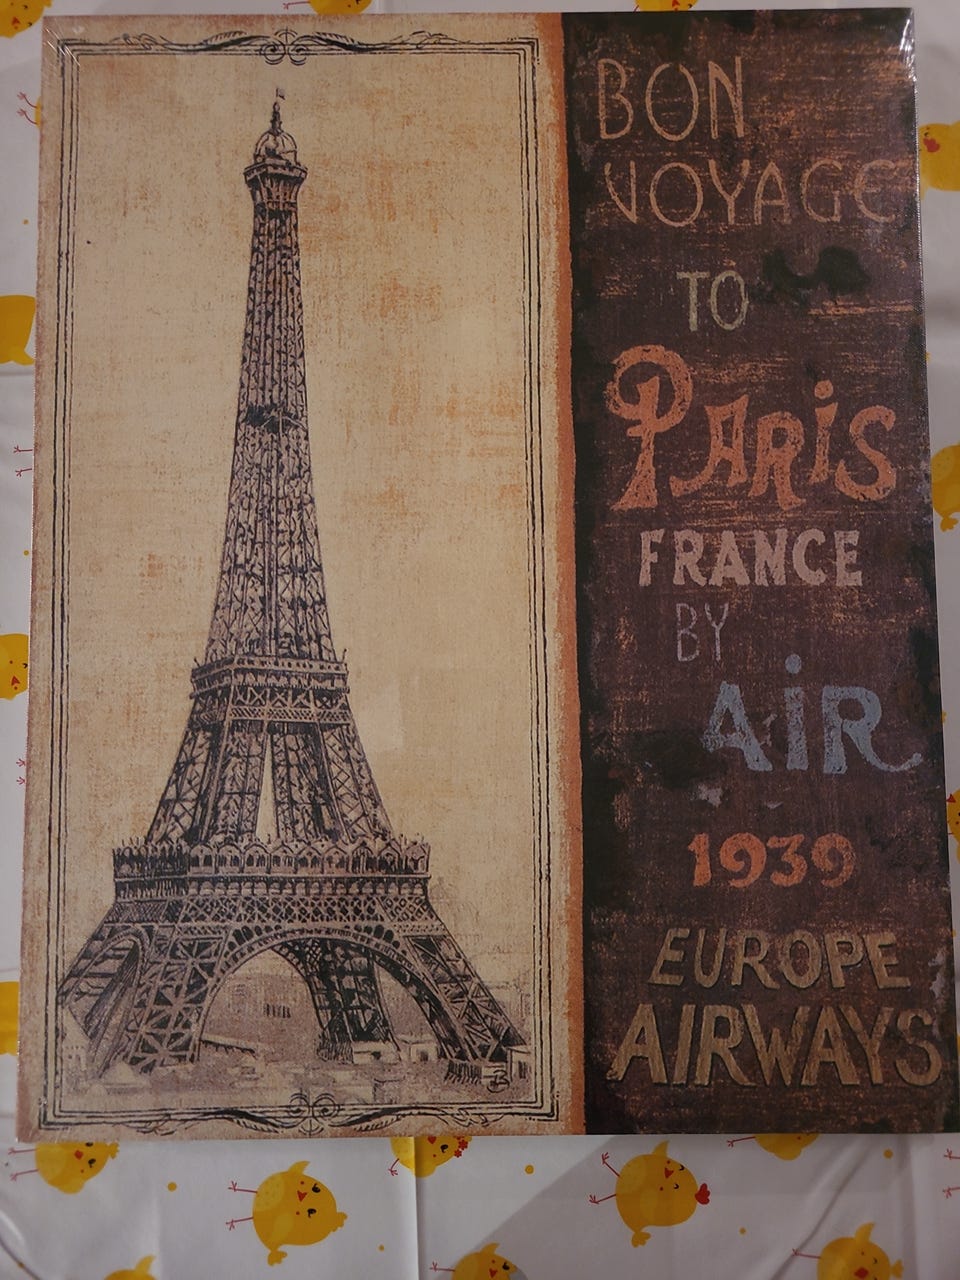 BON
VOYAGE
TO
PARiS
FRANCE
BY
AiR
1939
EUROPE
AIRWAYS